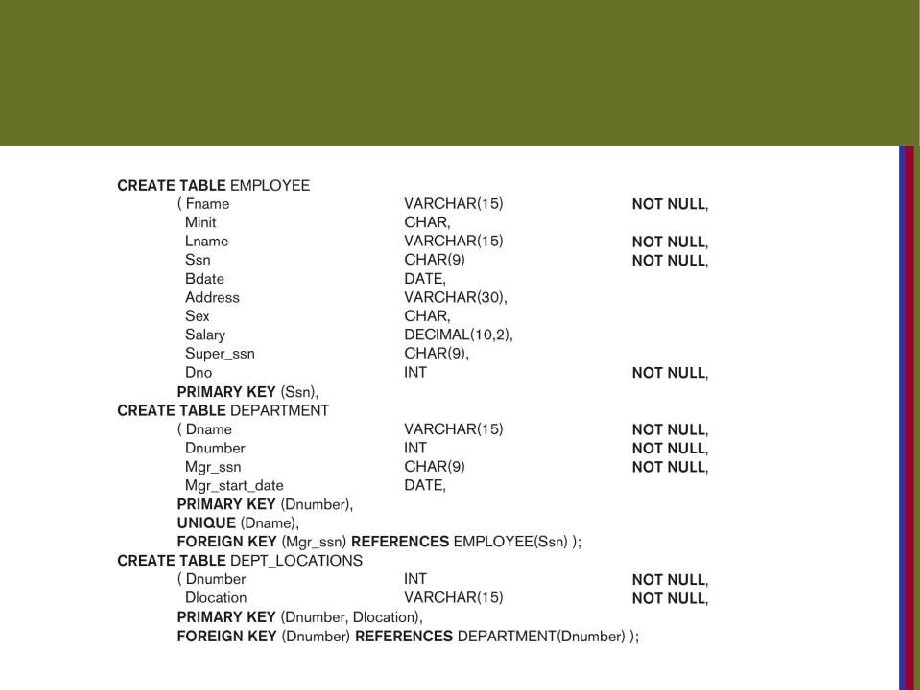 CREATE TABLE EMPLOYEE
( Fname VARCHAR(15) NOT NULL,
Minit CHAR,
Lname VARCHAR(15) NOT NULL,
Ssn CHAR(9) NOT NULL,
Bdate DATE,
Address VARCHAR(30),
Sex CHAR,
Salary DECIMAL(10,2),
Super_ssn CHAR(9),
Dno INT NOT NULL,
PRIMARY KEY (Ssn),
CREATE TABLE DEPARTMENT
( Dname VARCHAR(15) NOT NULL,
Dnumber INT NOT NULL,
Mgr_ssn CHAR(9) NOT NULL,
Mgr_start_date DATE,
PRIMARY KEY (Dnumber),
UNIQUE (Dname),
FOREIGN KEY (Mgr_ssn) REFERENCES EMPLOYEE(Ssn) );
CREATE TABLE DEPT_LOCATIONS
( Dnumber INT NOT NULL,
Dlocation VARCHAR(15) NOT NULL,
PRIMARY KEY (Dnumber, Dlocation),
FOREIGN KEY (Dnumber) REFERENCES DEPARTMENT(Dnumber) );